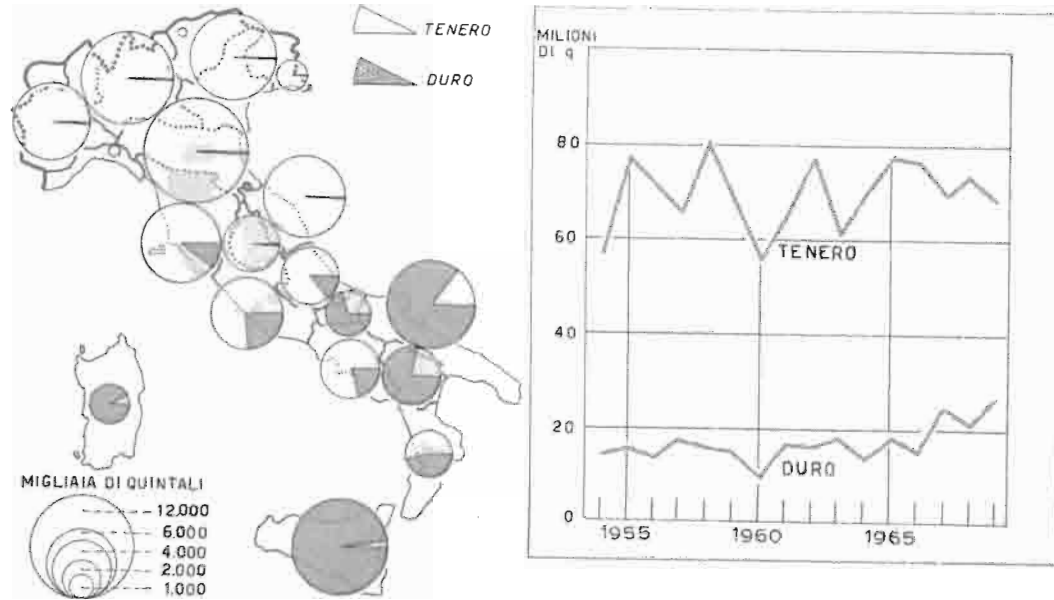 TENERO
DURO
MIGLIAIA DI QUINTALI
12.000
6.000
4.000
2.000
1.000
MILIONI
DI q
80
60
40
20
0
TENERO
DURO
1955
1960
1965